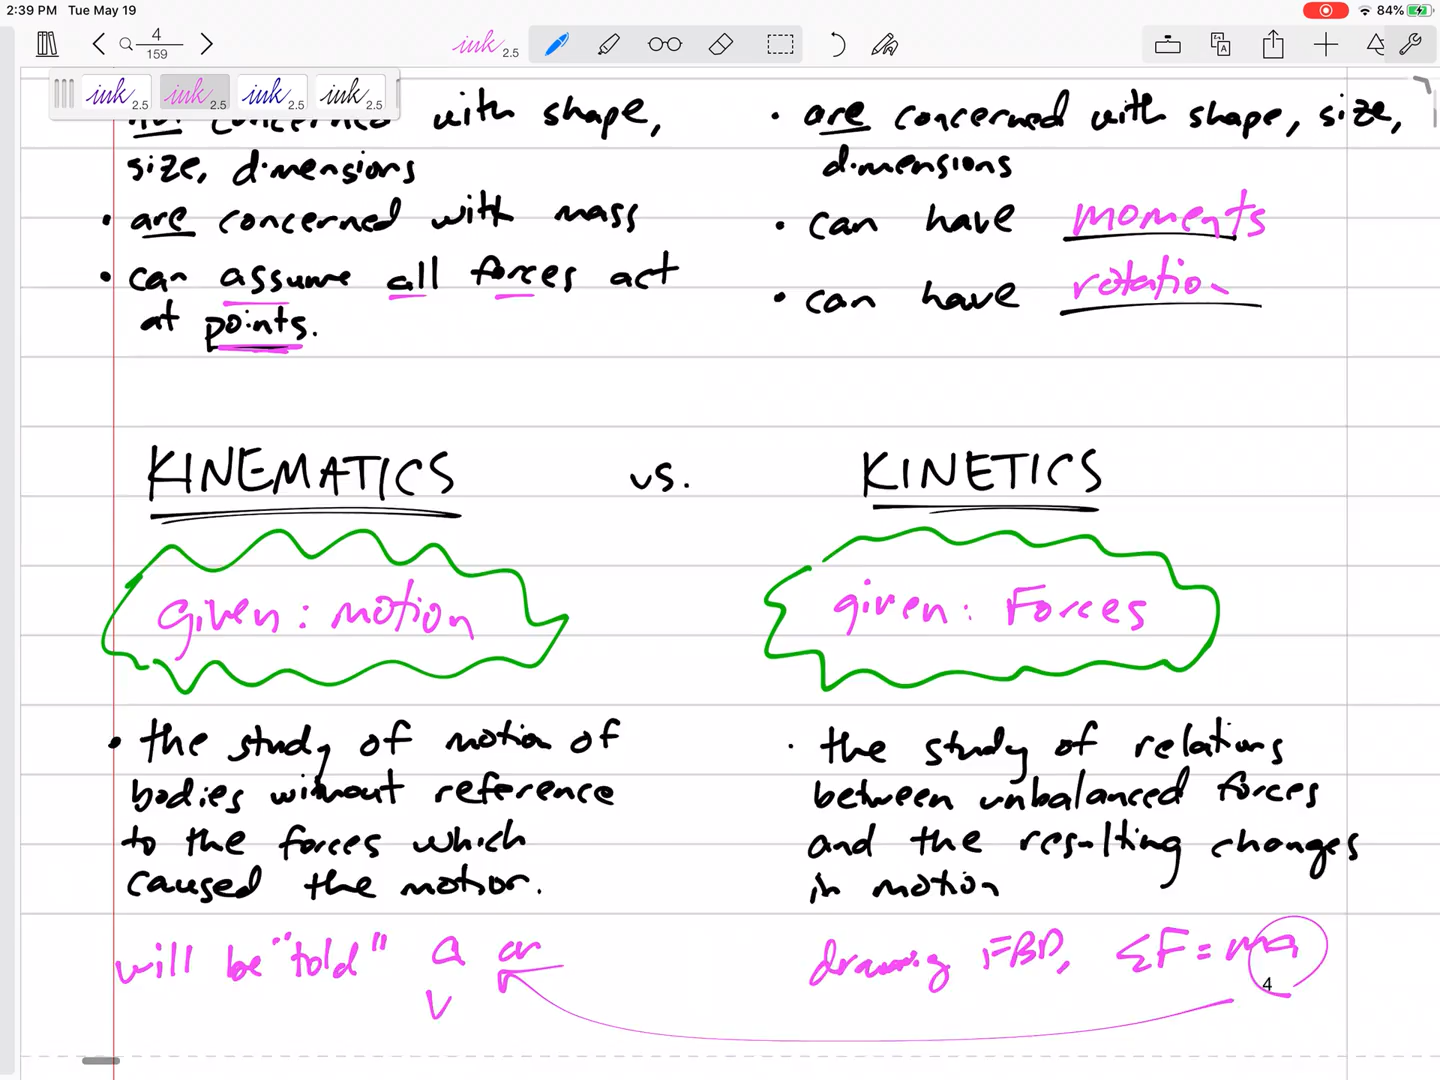 2:39 PM Tue May 19
84%
4
159
ink 2.5
ink 2.5 ink 2.5 ink 2.5 ink 2.5
not concerned with shape,
size, dimensions
• are concerned with mass
• can assume all forces act
at points.
• are concerned with shape, size,
dimensions
• can have moments
• can have rotation
KINEMATICS vs. KINETICS
given: motion
given: Forces
• the study of motion of
bodies without reference
to the forces which
caused the motion.
will be "told" a or
v
• the study of relations
between unbalanced forces
and the resulting changes
in motion
drawing FBD, ΣF = ma
4